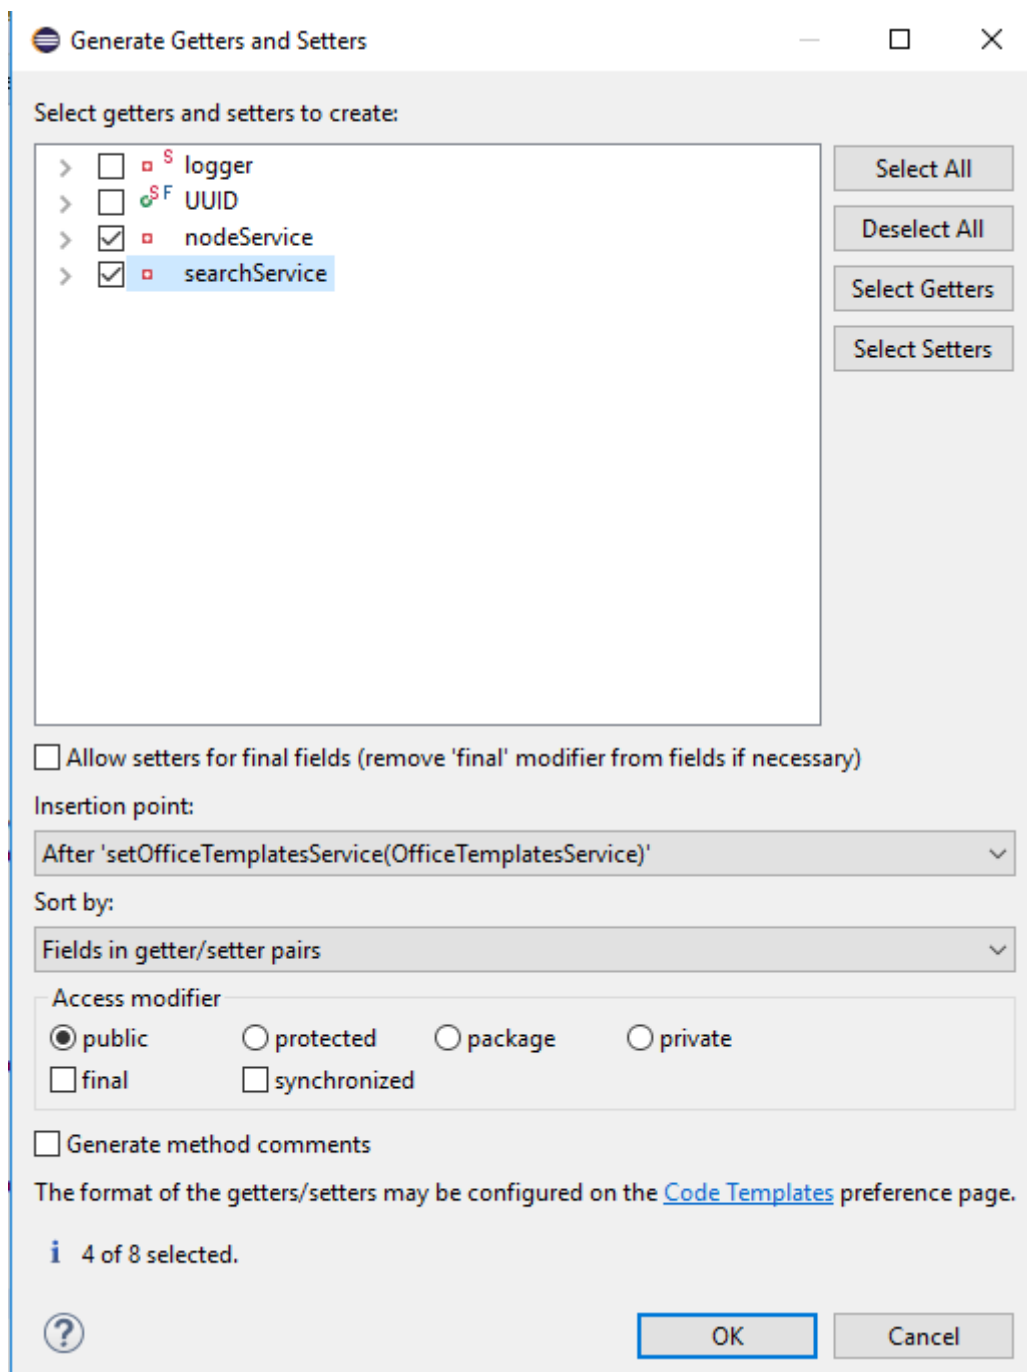 Generate Getters and Setters
Select getters and setters to create:
S logger
S F UUID
nodeService
searchService
Select All
Deselect All
Select Getters
Select Setters
Allow setters for final fields (remove 'final' modifier from fields if necessary)
Insertion point:
After 'setOfficeTemplatesService(OfficeTemplatesService)'
Sort by:
Fields in getter/setter pairs
Access modifier
public protected package private
final synchronized
Generate method comments
The format of the getters/setters may be configured on the Code Templates preference page.
i 4 of 8 selected.
? OK Cancel